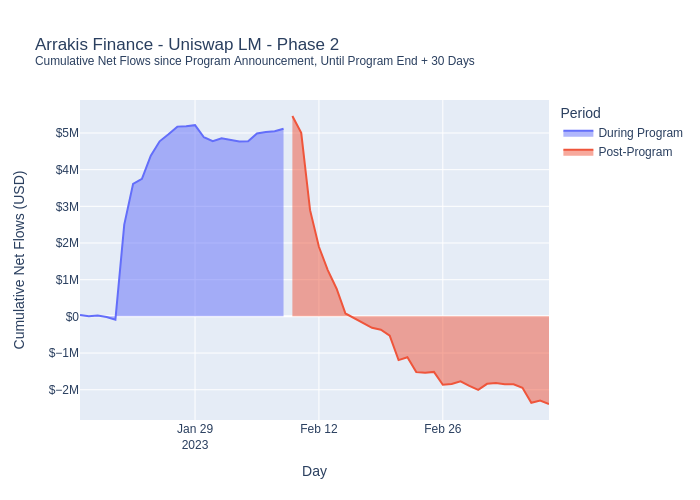 Arrakis Finance - Uniswap LM - Phase 2
Cumulative Net Flows since Program Announcement, Until Program End + 30 Days
Period
During Program
Post-Program
Cumulative Net Flows (USD)
$5M
$4M
$3M
$2M
$1M
$0
$−1M
$−2M
Jan 29
2023
Feb 12
Feb 26
Day